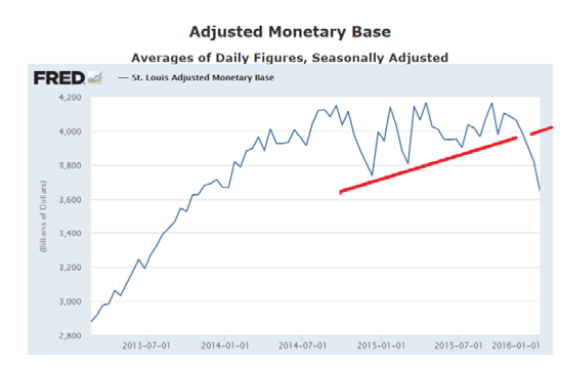 Adjusted Monetary Base
Averages of Daily Figures, Seasonally Adjusted
FRED — St. Louis Adjusted Monetary Base
(Billions of Dollars)
4,200
4,000
3,800
3,600
3,400
3,200
3,000
2,800
2013-07-01 2014-01-01 2014-07-01 2015-01-01 2015-07-01 2016-01-01